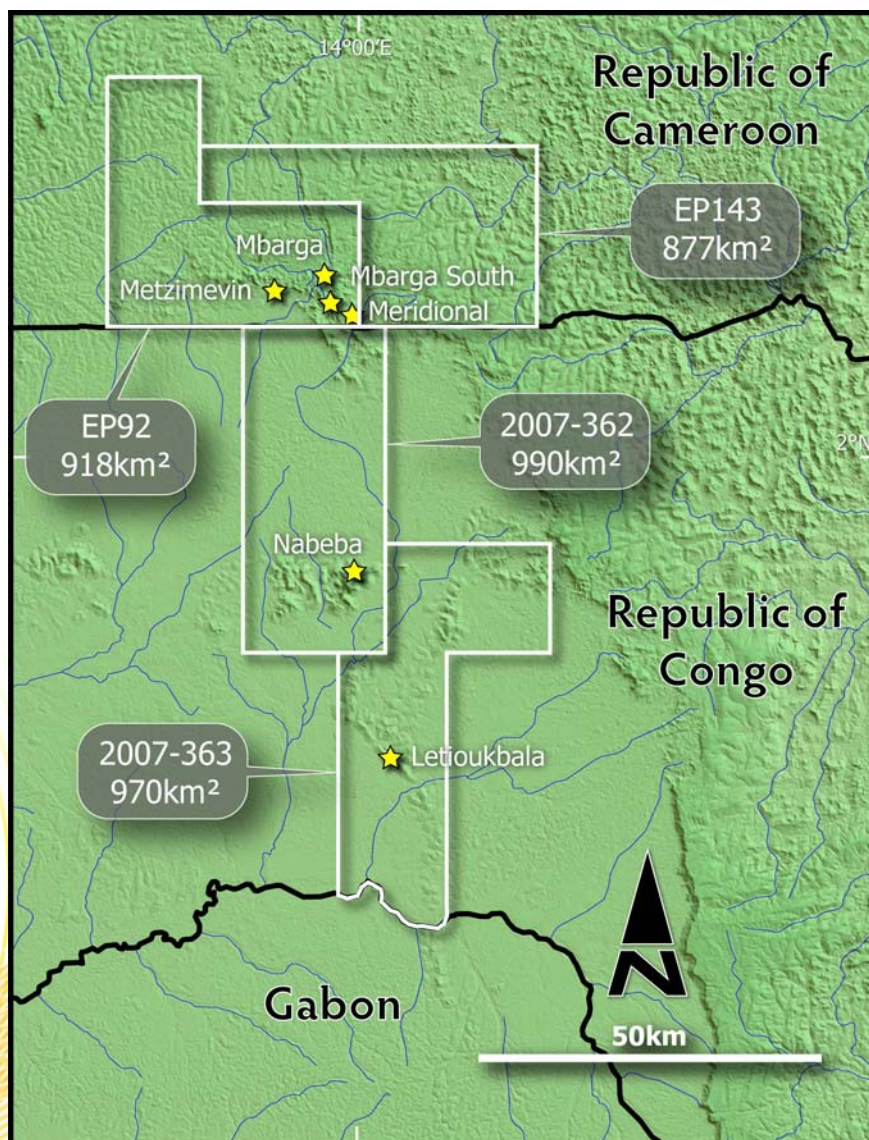 14°00'E
Republic of
Cameroon
EP143
877km²
Mbarga
Mbarga South
Metzimevin
Meridional
EP92
918km²
2007-362
990km²
2°N
Nabeba
Republic of
Congo
2007-363
970km²
Letioukbala
Gabon
N
50km